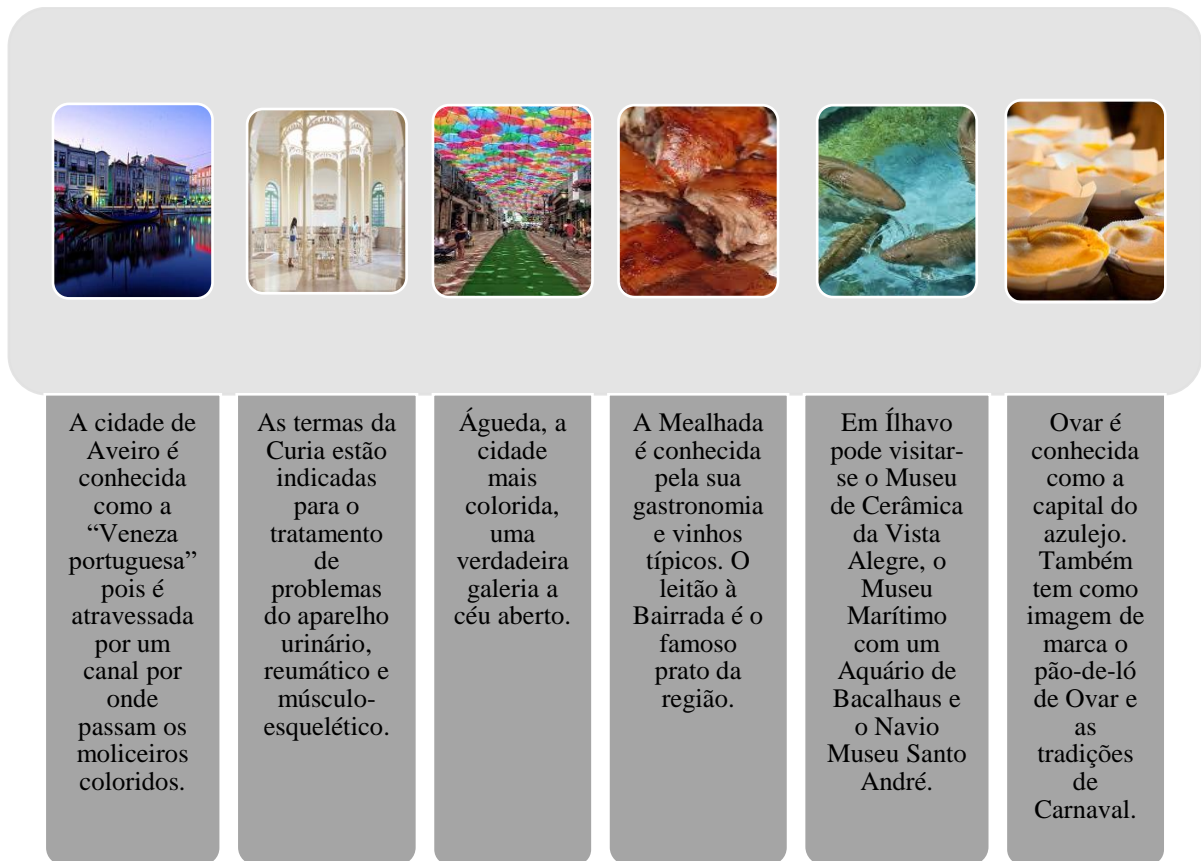 A cidade de
Aveiro é
conhecida
como a
“Veneza
portuguesa”
pois é
atravessada
por um
canal por
onde
passam os
moliceiros
coloridos.
As termas da
Curia estão
indicadas
para o
tratamento
de
problemas
do aparelho
urinário,
reumático e
músculo-
esquelético.
Águeda, a
cidade
mais
colorida,
uma
verdadeira
galeria a
céu aberto.
A Mealhada
é conhecida
pela sua
gastronomia
e vinhos
típicos. O
leitão à
Bairrada é o
famoso
prato da
região.
Em Ílhavo
pode visitar-
se o Museu
de Cerâmica
da Vista
Alegre, o
Museu
Marítimo
com um
Aquário de
Bacalhaus e
o Navio
Museu Santo
André.
Ovar é
conhecida
como a
capital do
azulejo.
Também
tem como
imagem de
marca o
pão-de-ló
de Ovar e
as
tradições
de
Carnaval.